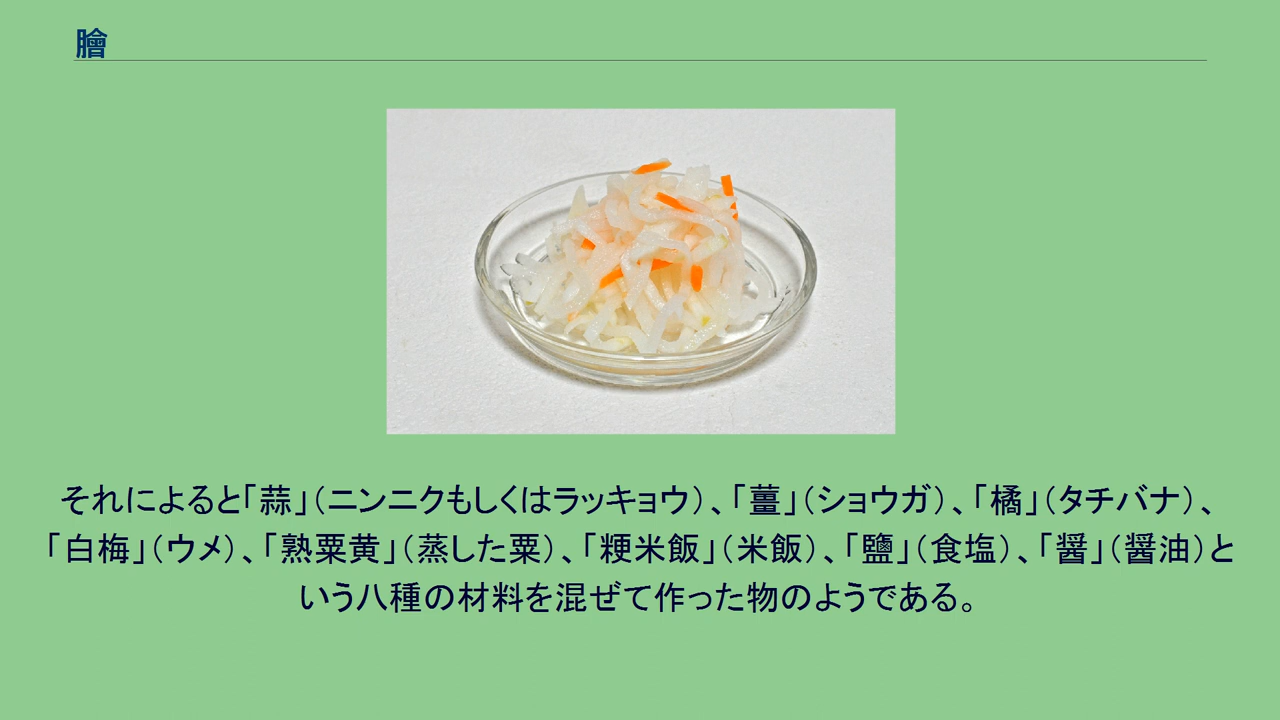 膾
それによると「蒜」（ニンニクもしくはラッキョウ）、「薑」（ショウガ）、「橘」（タチバナ）、
「白梅」（ウメ）、「熟粟黄」（蒸した粟）、「粳米飯」（米飯）、「鹽」（食塩）、「醤」（醤油）と
いう八種の材料を混ぜて作った物のようである。